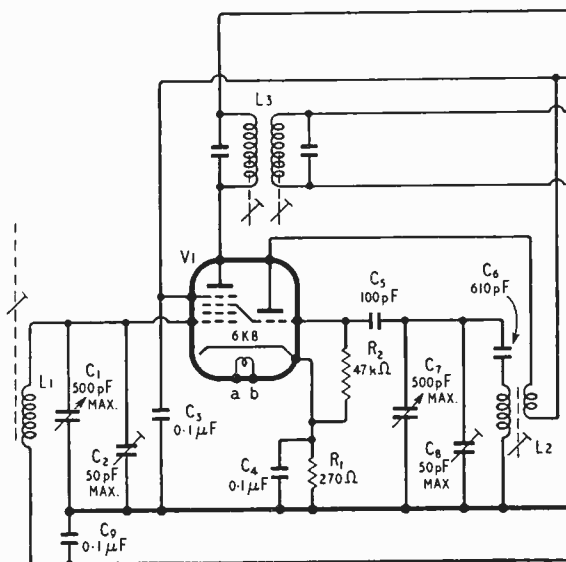 L3
V1
C6
610pF
C5
100pF
6K8
a b
L1
C1
500pF
MAX.
C2
50pF
MAX.
C3
0·1µF
R2
47kΩ
C7
500pF
MAX.
C8
50pF
MAX
L2
C4
0·1µF
R1
270Ω
C9
0·1µF